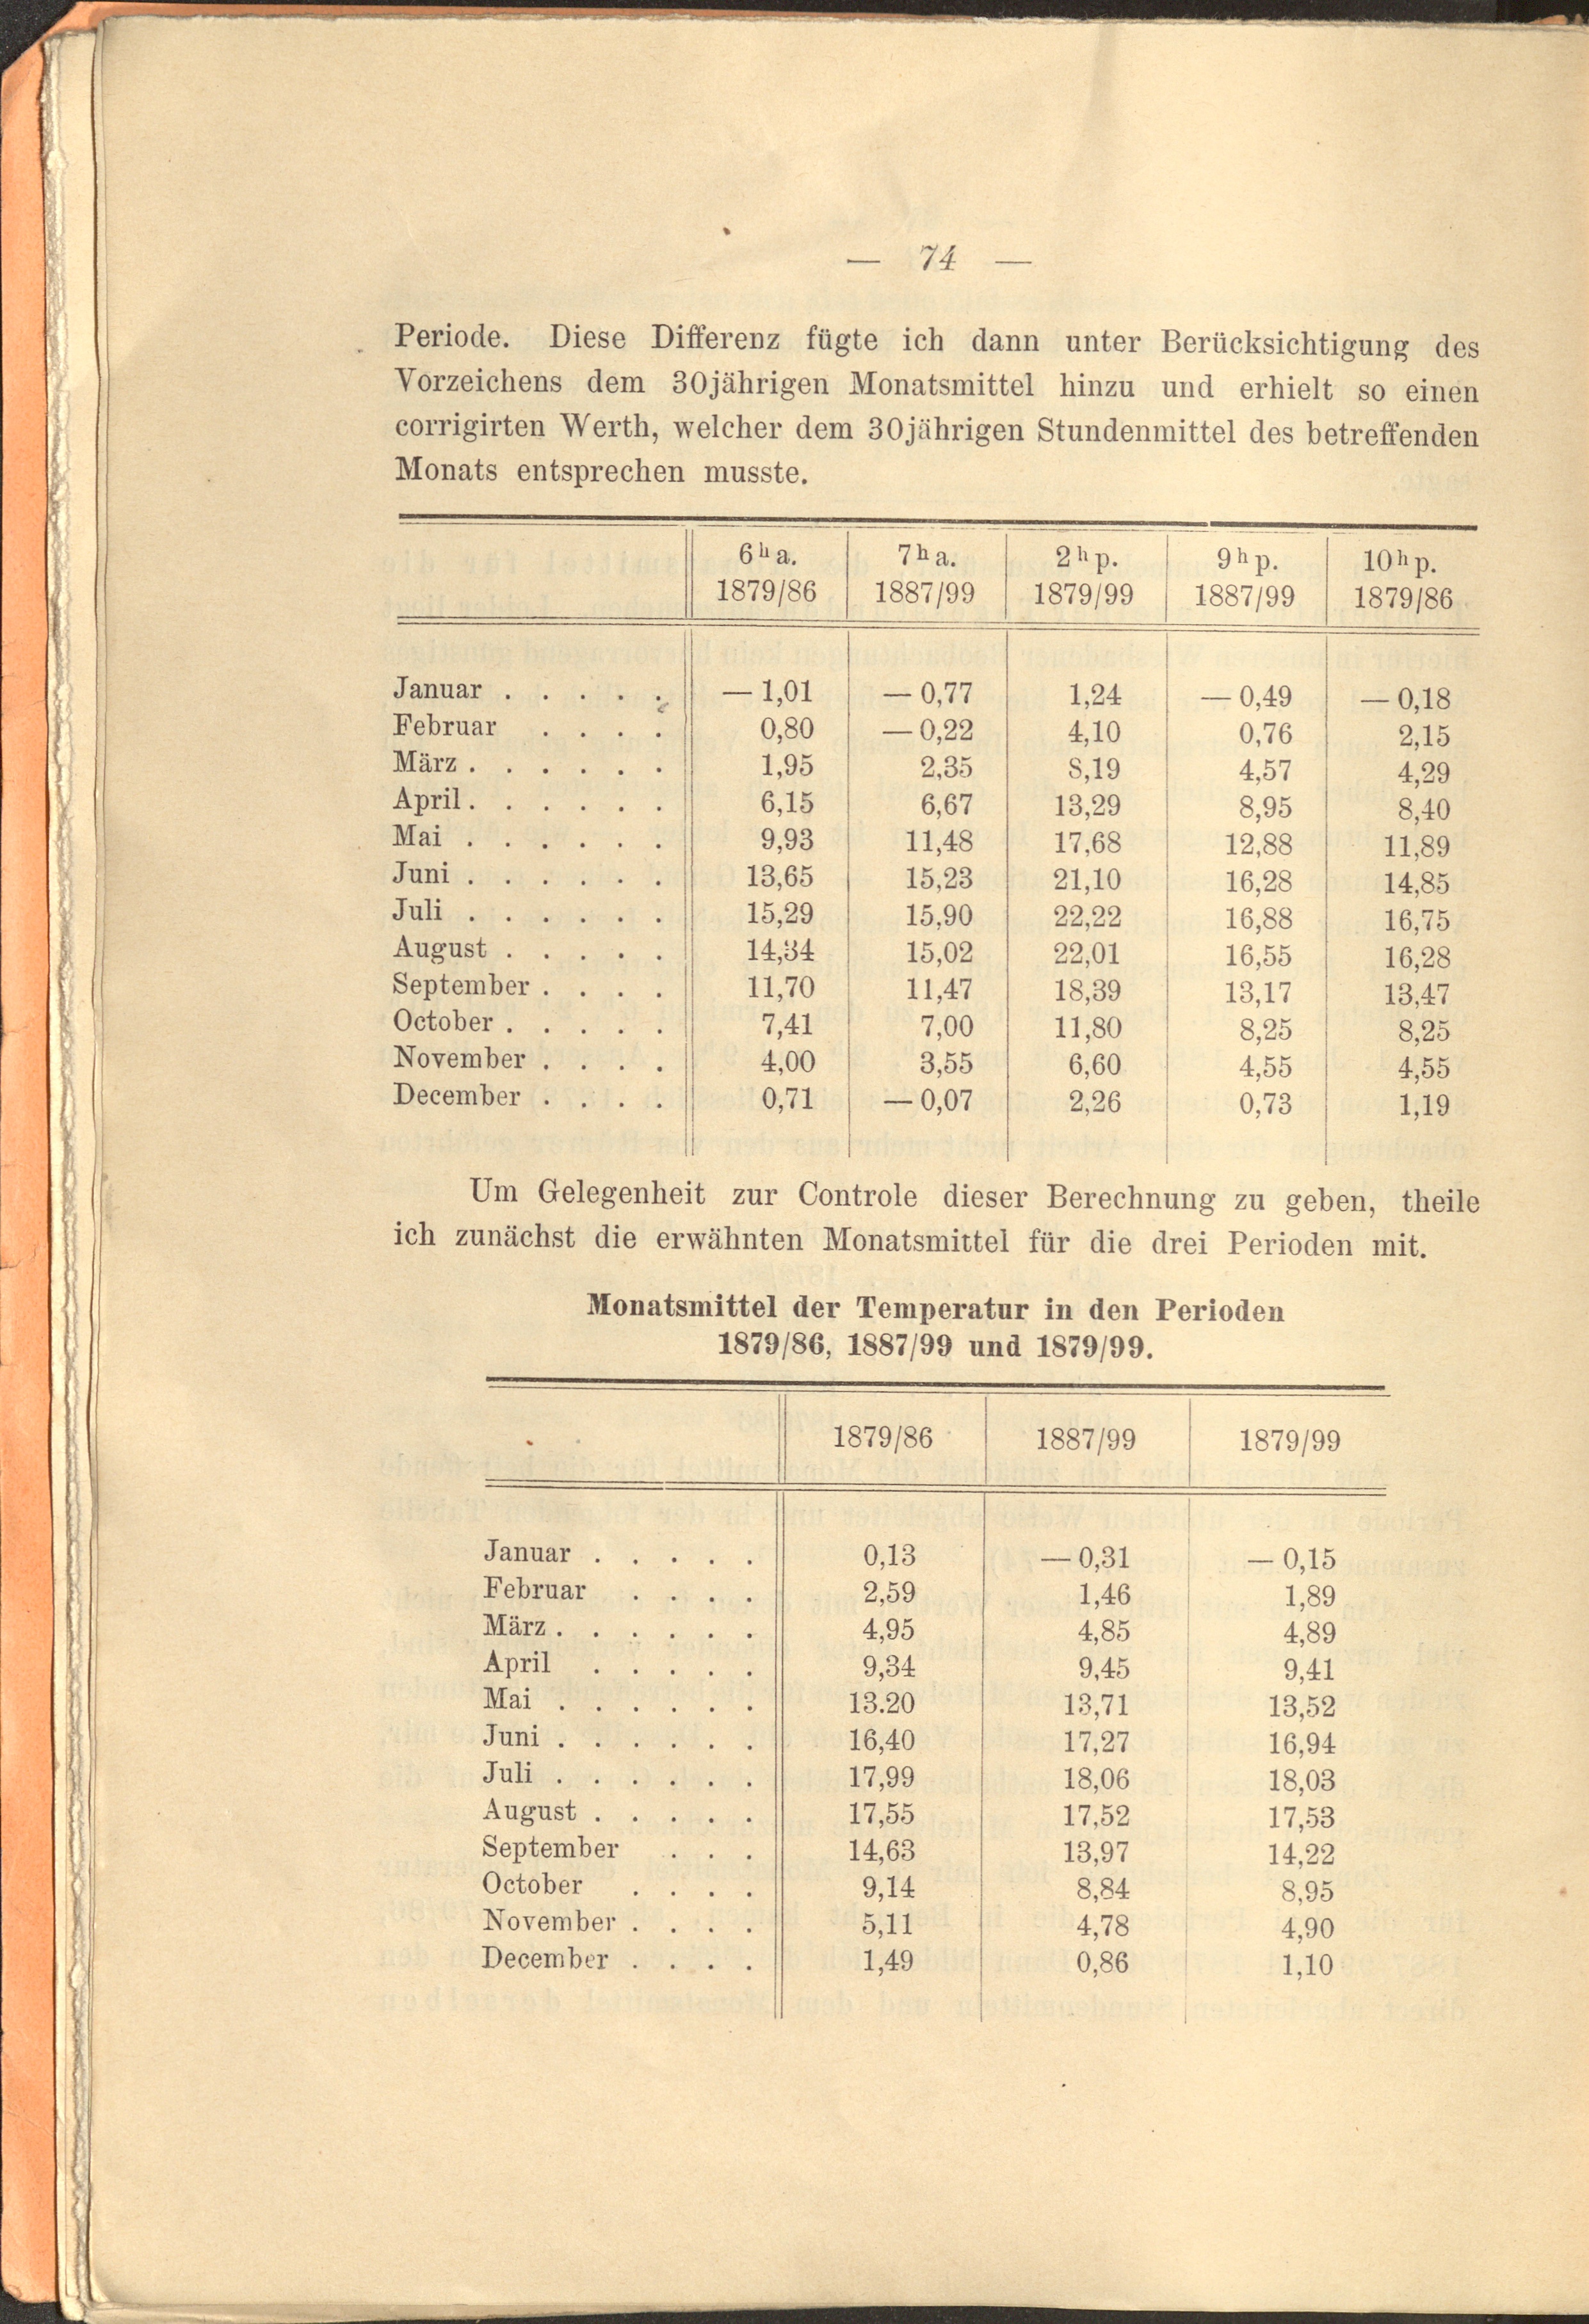 — 74 —
Periode. Diese Differenz fügte ich dann unter Berücksichtigung des
Vorzeichens dem 30jährigen Monatsmittel hinzu und erhielt so einen
corrigirten Werth, welcher dem 30jährigen Stundenmittel des betreffenden
Monats entsprechen musste.
6h a. 7h a. 2h p. 9h p. 10h p.
1879/86 1887/99 1879/99 1887/99 1879/86
Januar . . . . . — 1,01 — 0,77 1,24 — 0,49 — 0,18
Februar . . . . 0,80 — 0,22 4,10 0,76 2,15
März . . . . . . 1,95 2,35 8,19 4,57 4,29
April . . . . . . 6,15 6,67 13,29 8,95 8,40
Mai . . . . . . 9,93 11,48 17,68 12,88 11,89
Juni . . . . . . 13,65 15,23 21,10 16,28 14,85
Juli . . . . . . 15,29 15,90 22,22 16,88 16,75
August . . . . . 14,34 15,02 22,01 16,55 16,28
September . . . . 11,70 11,47 18,39 13,17 13,47
October . . . . . 7,41 7,00 11,80 8,25 8,25
November . . . . 4,00 3,55 6,60 4,55 4,55
December . . . . 0,71 — 0,07 2,26 0,73 1,19
Um Gelegenheit zur Controle dieser Berechnung zu geben, theile
ich zunächst die erwähnten Monatsmittel für die drei Perioden mit.
Monatsmittel der Temperatur in den Perioden
1879/86, 1887/99 und 1879/99.
1879/86 1887/99 1879/99
Januar . . . . . 0,13 — 0,31 — 0,15
Februar . . . . 2,59 1,46 1,89
März . . . . . . 4,95 4,85 4,89
April . . . . . 9,34 9,45 9,41
Mai . . . . . . 13.20 13,71 13,52
Juni . . . . . . 16,40 17,27 16,94
Juli . . . . . . 17,99 18,06 18,03
August . . . . . 17,55 17,52 17,53
September . . . 14,63 13,97 14,22
October . . . . 9,14 8,84 8,95
November . . . . 5,11 4,78 4,90
December . . . . 1,49 0,86 1,10